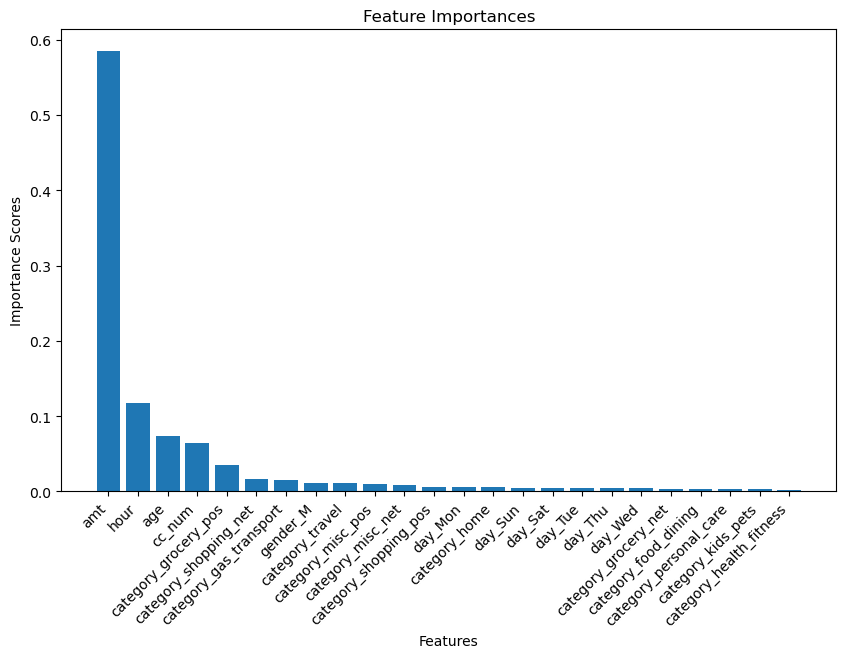 Feature Importances
0.6
0.5
0.4
0.3
0.2
0.1
0.0
Importance Scores
amt
hour
age
cc_num
category_grocery_pos
category_shopping_net
category_gas_transport
gender_M
category_travel
category_misc_pos
category_misc_net
category_shopping_pos
day_Mon
category_home
day_Sun
day_Sat
day_Tue
day_Thu
day_Wed
category_grocery_net
category_food_dining
category_personal_care
category_kids_pets
category_health_fitness
Features